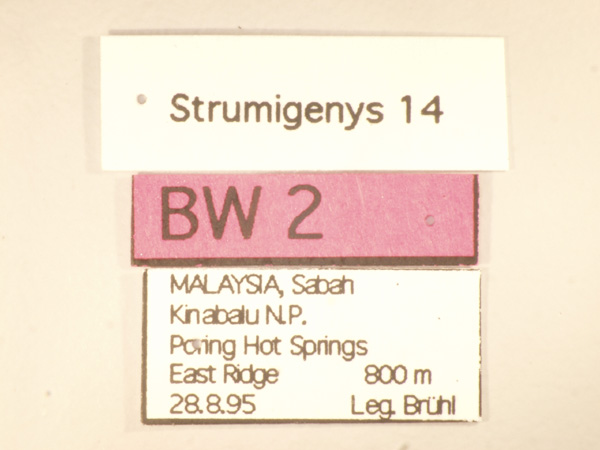 Strumigenys 14
BW 2
MALAYSIA, Sabah
Kinabalu N.P.
Poring Hot Springs
East Ridge 800 m
28.8.95 Leg. Brühl